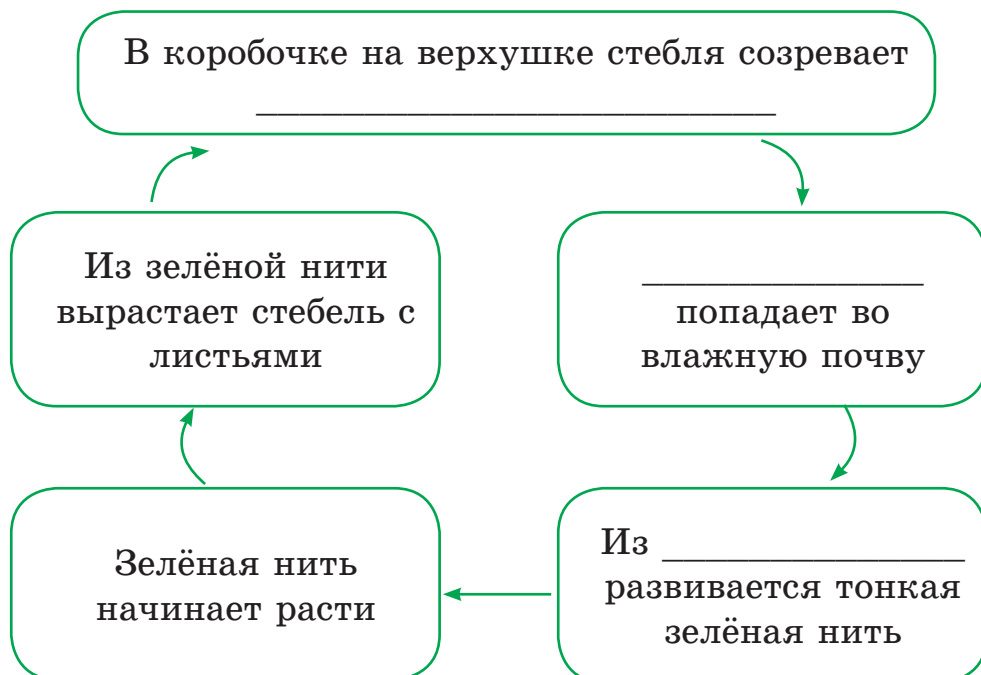 В коробочке на верхушке стебля созревает
____________________________
Из зелёной нити
вырастает стебель с
листьями
_______________
попадает во
влажную почву
Зелёная нить
начинает расти
Из ________________
развивается тонкая
зелёная нить